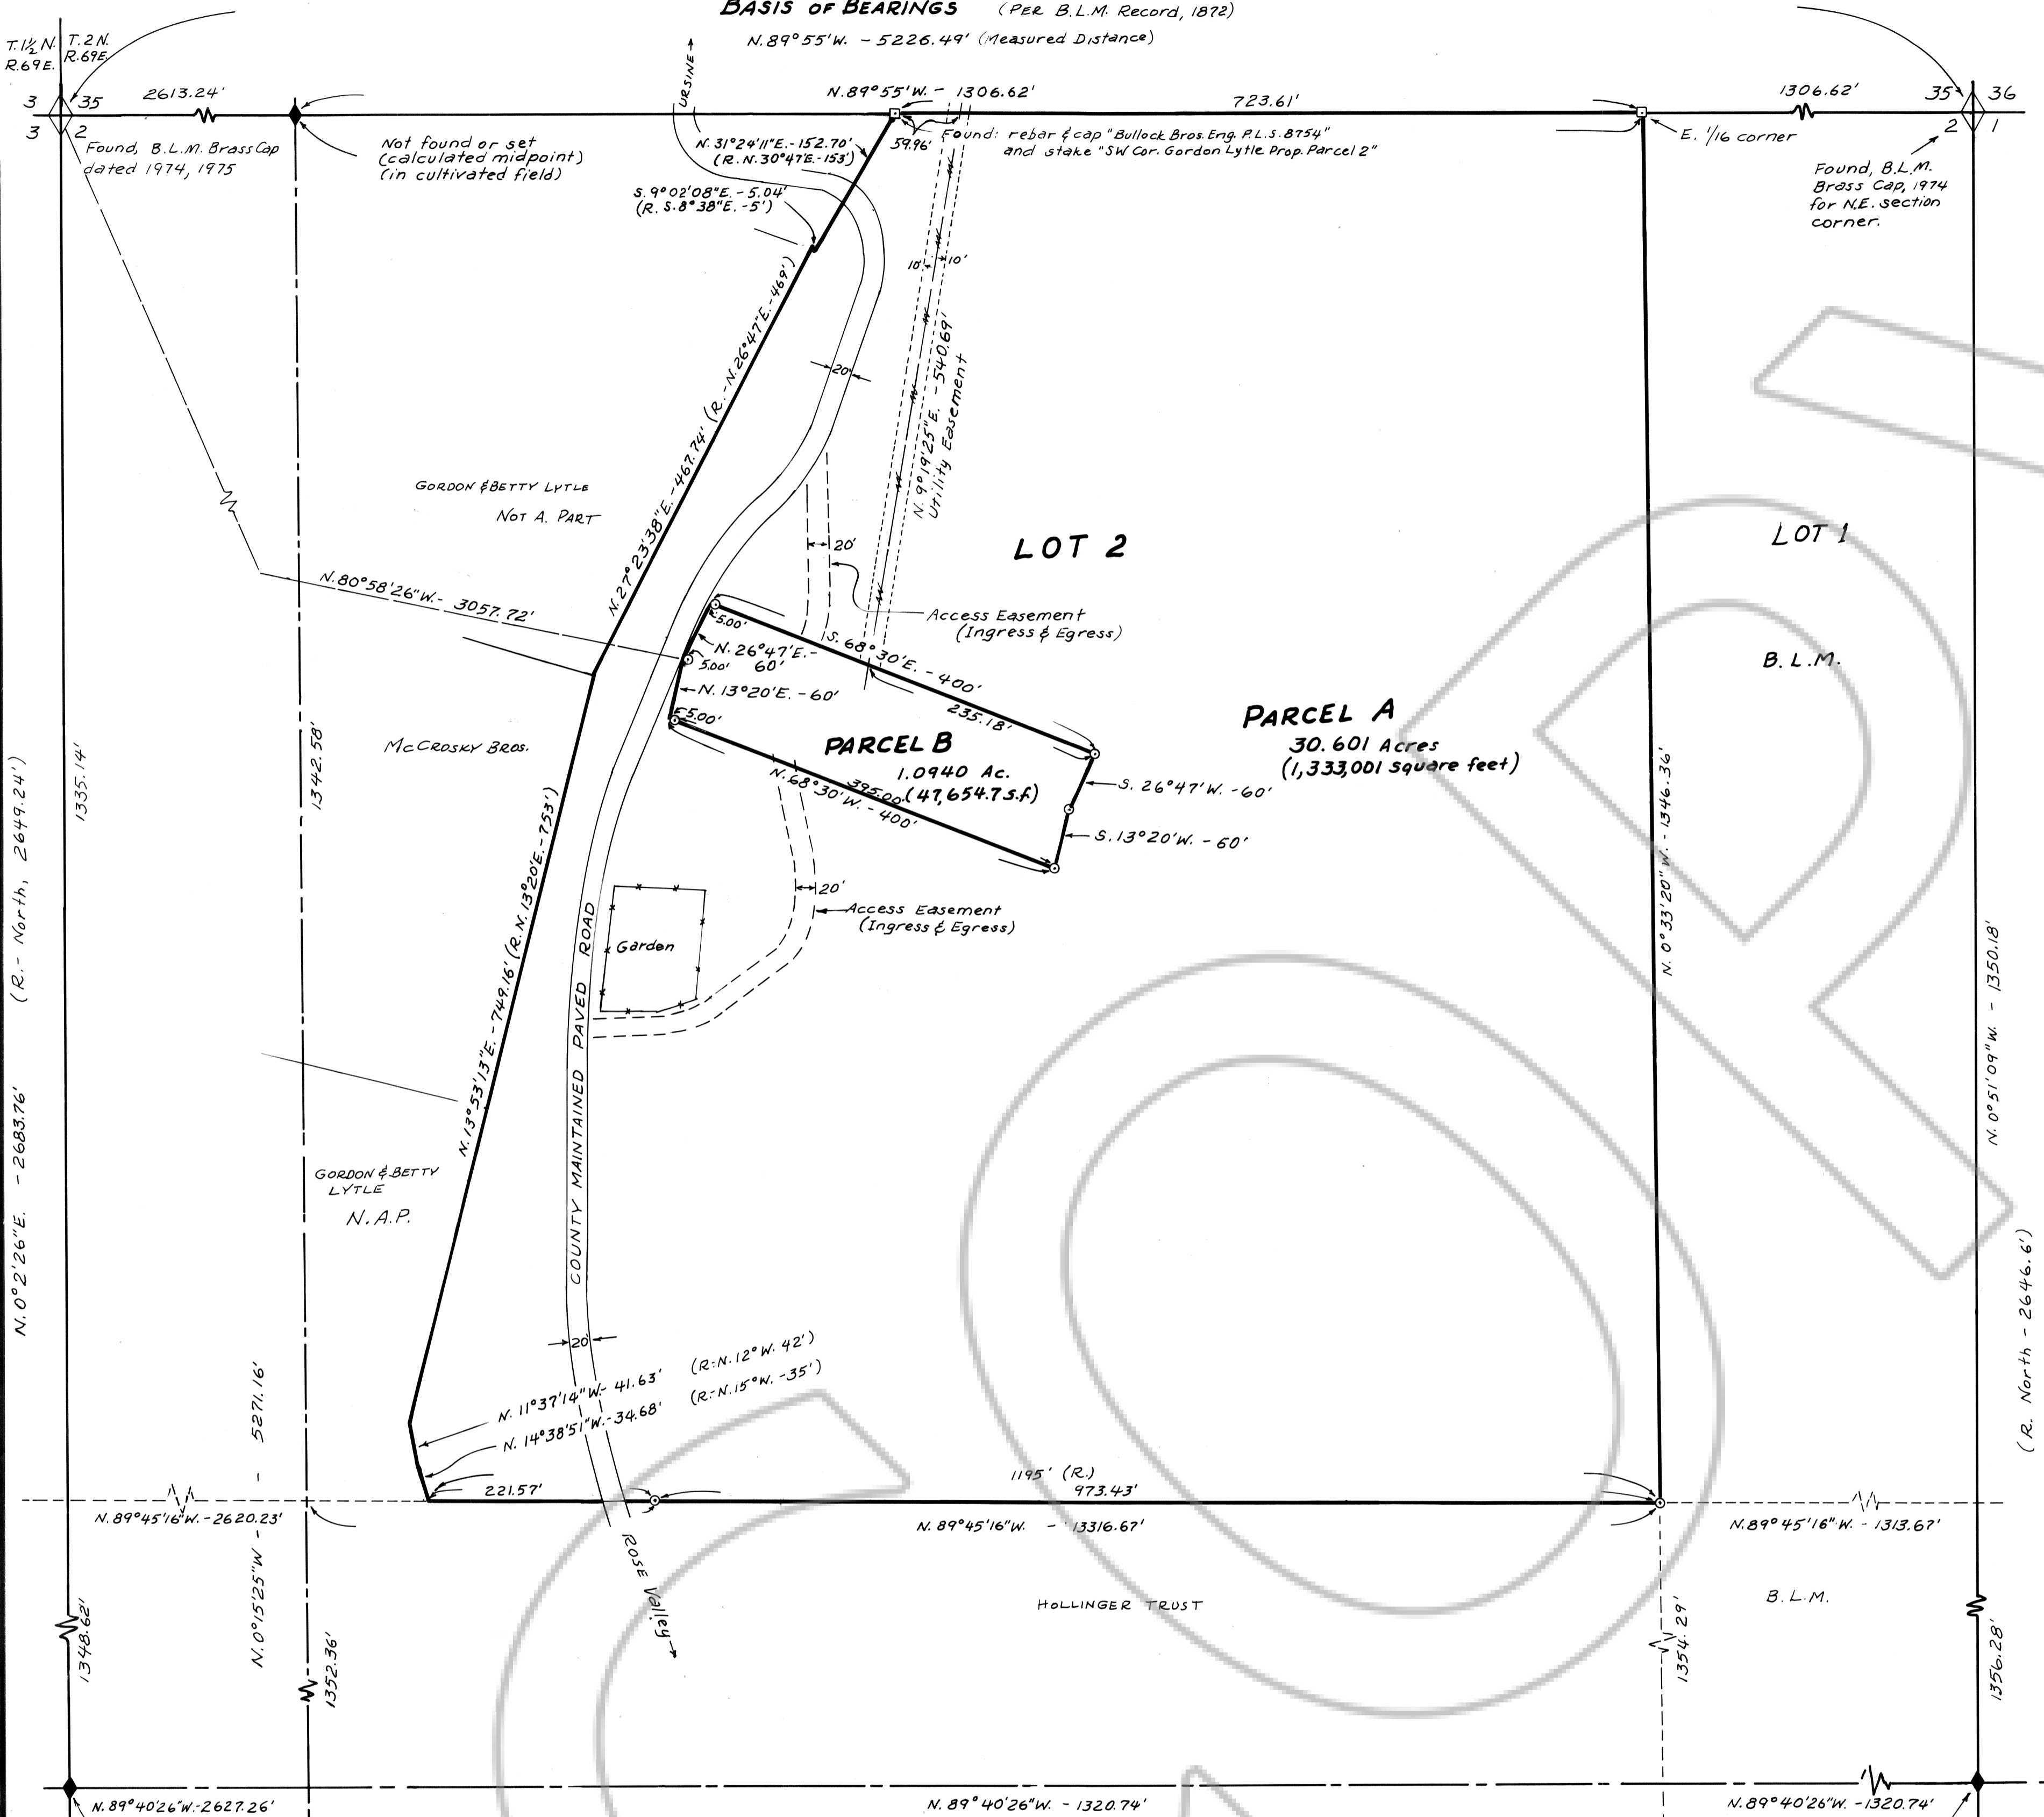 BASIS OF BEARINGS (PER B.L.M. Record, 1872)
N.89°55'W. - 5226.49' (Measured Distance)
T.1½N. T.2N.
R.69E. R.69E.
URSINE
3 35
3 2
2613.24'
N.89°55'W. - 1306.62'
723.61'
1306.62'
35 36
2 1
Found, B.L.M. Brass Cap
dated 1974, 1975
Not found or set
(calculated midpoint)
(in cultivated field)
N. 31°24'11"E.-152.70'
(R. N. 30°47'E.-153')
59.96'
Found: rebar & cap "Bullock Bros. Eng. P.L.S. 8754"
and stake "SW Cor. Gordon Lytle Prop. Parcel 2"
E. 1/16 corner
Found, B.L.M.
Brass Cap, 1974
for N.E. section
corner.
S. 9°02'08"E. - 5.04'
(R. S. 8°38"E. - 5')
10' 10'
20'
N. 27°23'38"E. - 467.74' (R. - N. 26°47"E. - 469')
N. 9°19'25"E. - 540.69'
Utility Easement
GORDON & BETTY LYTLE
NOT A. PART
20'
LOT 2
LOT 1
N. 80°58'26"W. - 3057.72'
Access Easement
(Ingress & Egress)
B.L.M.
5.00'
N. 26°47'E. -
60'
5.00'
S. 68°30'E. - 400'
N. 13°20'E. - 60'
5.00'
235.18'
PARCEL A
30.601 Acres
(1,333,001 square feet)
McCROSKY BROS.
PARCEL B
1.0940 Ac.
(47,654.7 s.f.)
395.00'
N. 68°30'W. - 400'
S. 26°47'W. - 60'
S. 13°20'W. - 60'
1335.14'
1342.58'
(R. - North, 2649.24')
N. 0°2'26"E. - 2683.76'
N. 13°53'13"E. - 749.16' (R. N. 13°20'E. - 753')
20'
Access Easement
(Ingress & Egress)
Garden
COUNTY MAINTAINED PAVED ROAD
N. 0°33'20"W. - 1346.36'
N. 0°51'09"W. - 1350.18'
(R. North - 2646.6')
GORDON & BETTY
LYTLE
N.A.P.
20'
N. 11°37'14"W. - 41.63' (R=N. 12°W. 42')
N. 14°38'51"W. - 34.68' (R=N. 15°W. - 35')
N. 0°15'25"W - 5271.16'
221.57'
1195' (R.)
973.43'
N. 89°45'16"W. - 2620.23'
N. 89°45'16"W. - 13316.67'
N. 89°45'16"W. - 1313.67'
ROSE Valley
HOLLINGER TRUST
B.L.M.
1348.62'
1352.36'
1354.29'
1356.28'
N. 89°40'26"W. - 2627.26'
N. 89°40'26"W. - 1320.74'
N. 89°40'26"W. - 1320.74'